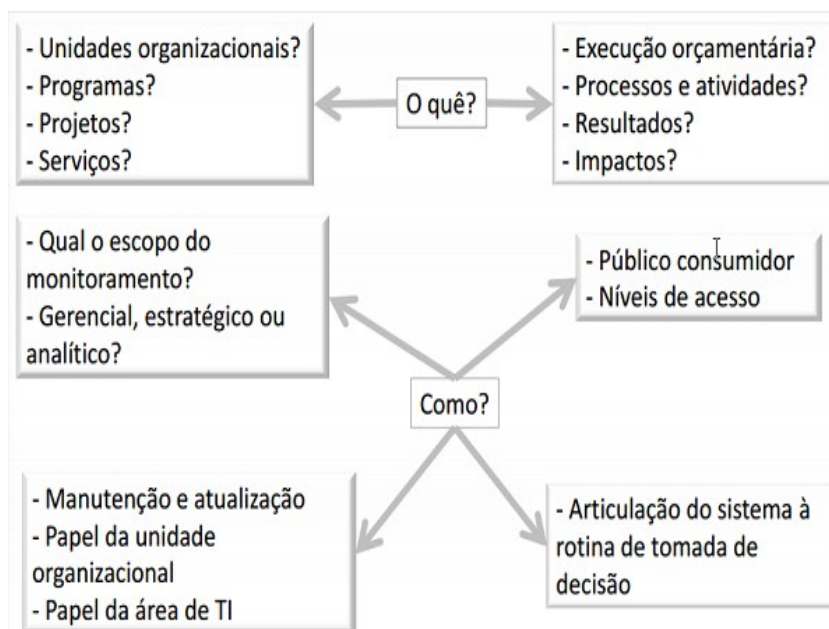 - Unidades organizacionais?
- Programas?
- Projetos?
- Serviços?
O quê?
- Execução orçamentária?
- Processos e atividades?
- Resultados?
- Impactos?
- Qual o escopo do
monitoramento?
- Gerencial, estratégico ou
analítico?
- Público consumidor
- Níveis de acesso
Como?
- Manutenção e atualização
- Papel da unidade
organizacional
- Papel da área de TI
- Articulação do sistema à
rotina de tomada de
decisão